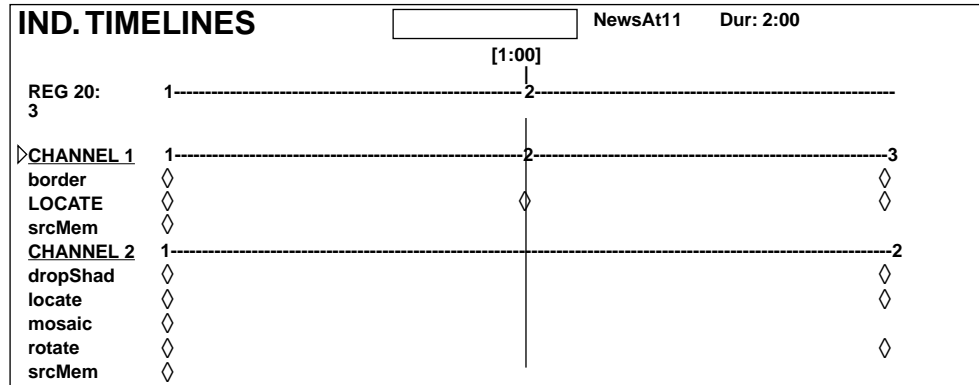 IND. TIMELINES NewsAt11 Dur: 2:00
[1:00]
REG 20: 1---------------------------------------------------------2-----------------------------------------------------------
3
CHANNEL 1 1---------------------------------------------------------2----------------------------------------------------------3
border
LOCATE
srcMem
CHANNEL 2 1----------------------------------------------------------------------------------------------------------------------2
dropShad
locate
mosaic
rotate
srcMem